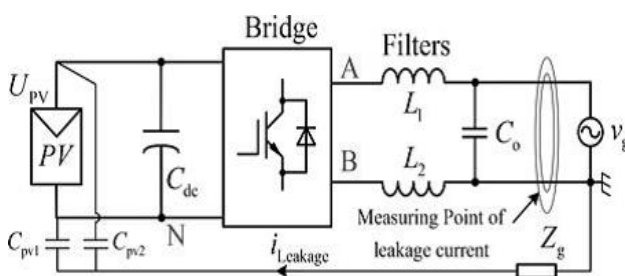 Bridge
Filters
A
U_PV
L_1
PV
C_dc
C_o
v_g
B
L_2
N
Measuring Point of
leakage current
C_pv1
C_pv2
i_Leakage
Z_g